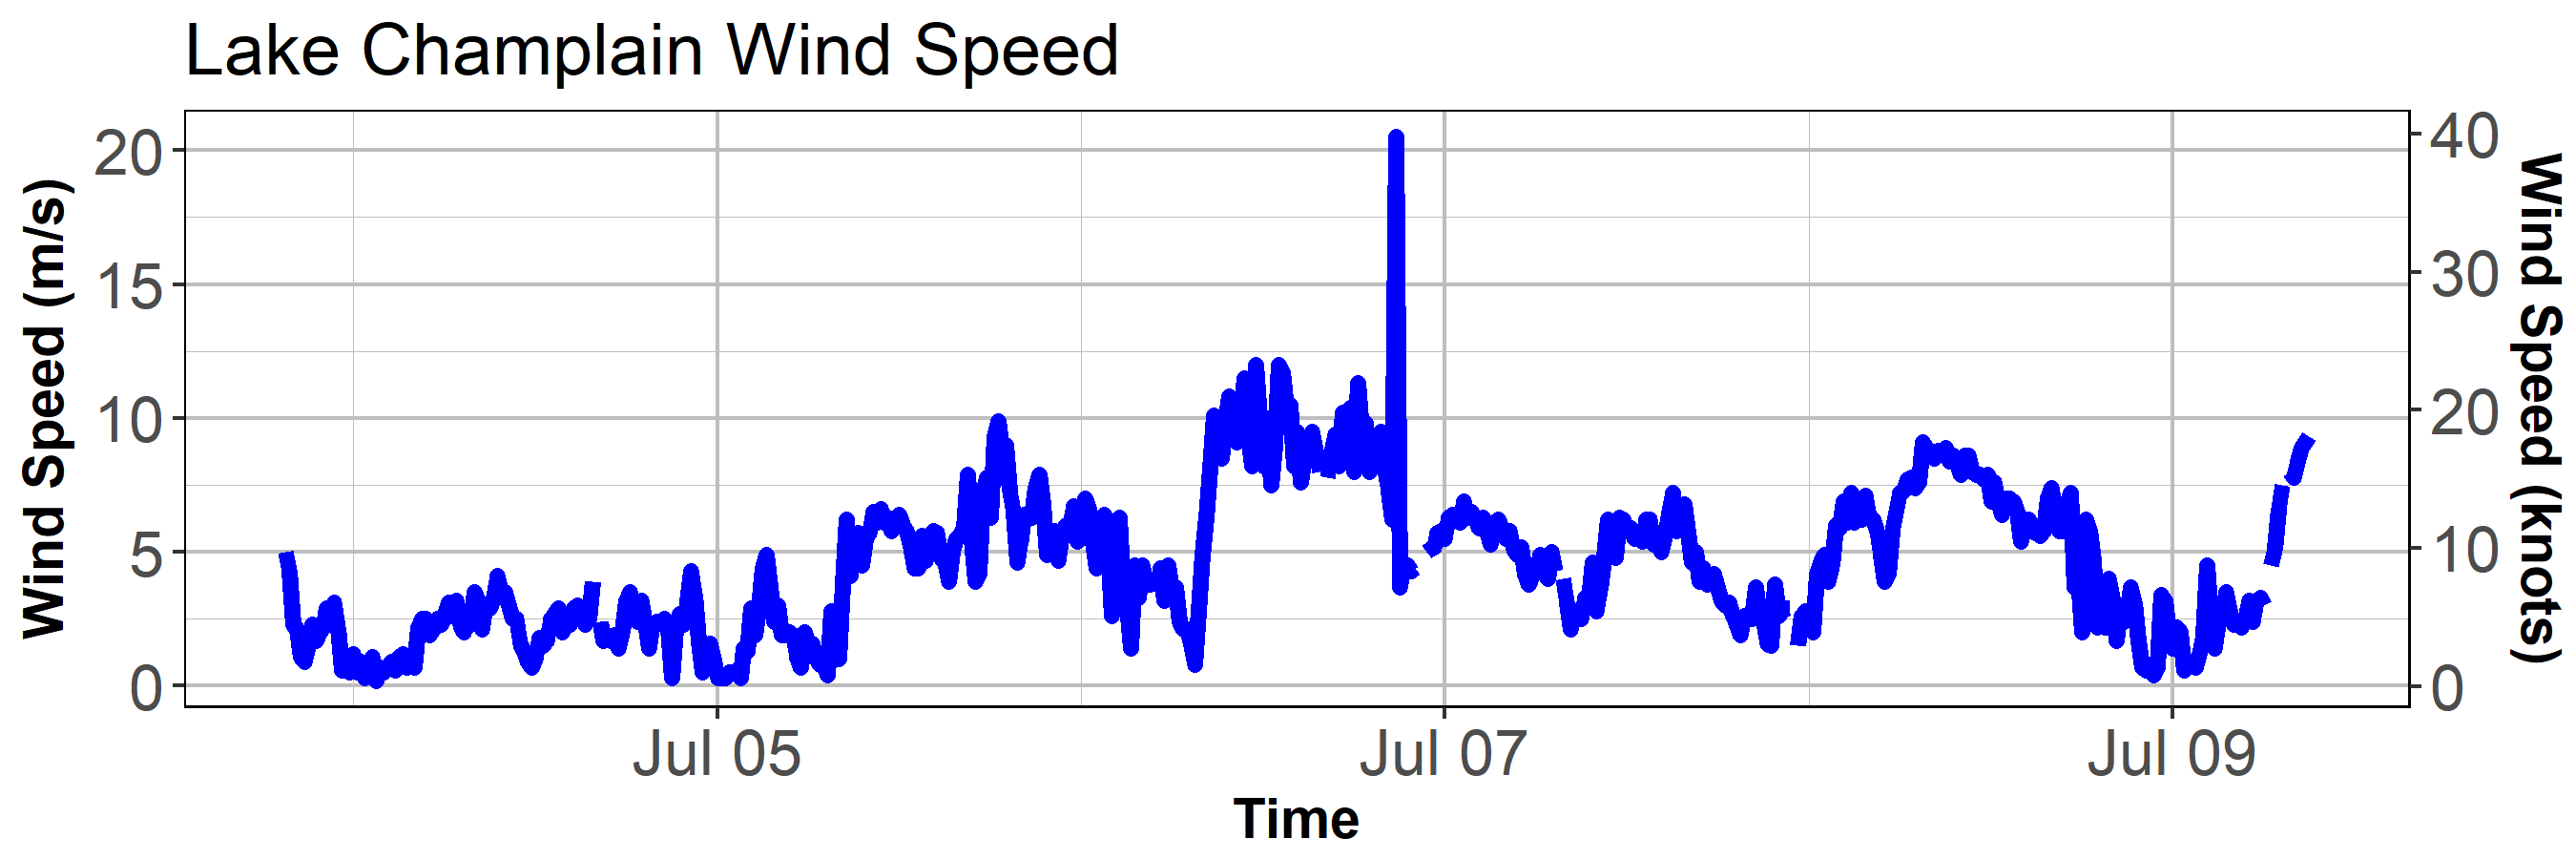 Lake Champlain Wind Speed
20
15
10
5
0
Wind Speed (m/s)
40
30
20
10
0
Wind Speed (knots)
Jul 05
Jul 07
Jul 09
Time